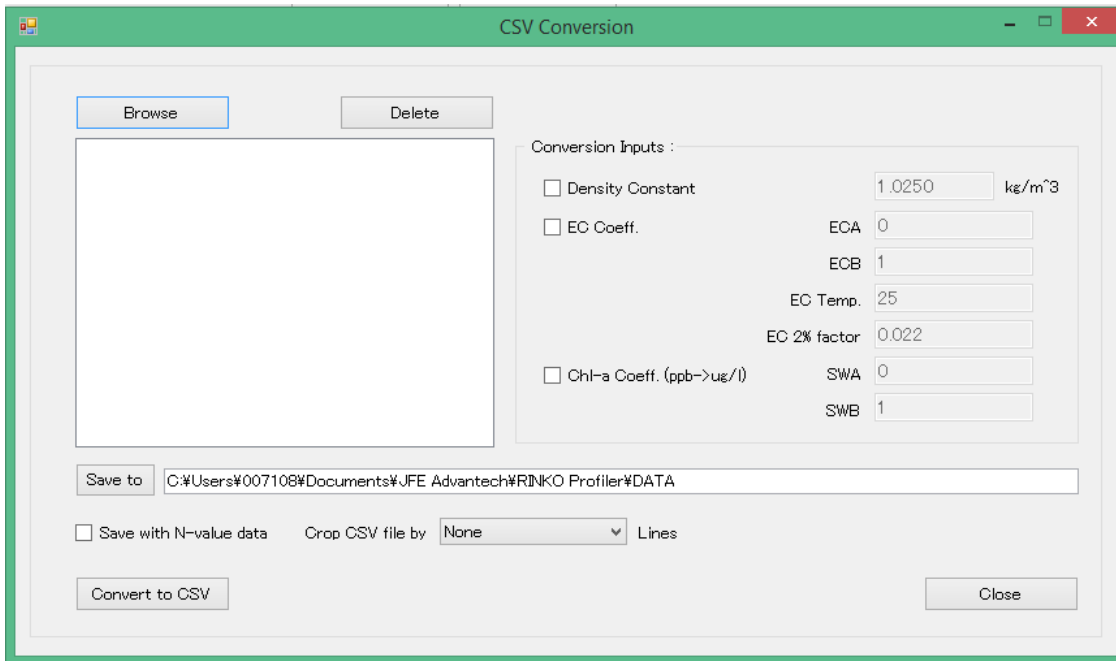 CSV Conversion
Browse
Delete
Conversion Inputs :
Density Constant 1.0250 kg/m^3
EC Coeff. ECA 0
ECB 1
EC Temp. 25
EC 2% factor 0.022
Chl-a Coeff. (ppb->ug/l) SWA 0
SWB 1
Save to C:¥Users¥007108¥Documents¥JFE Advantech¥RINKO Profiler¥DATA
Save with N-value data Crop CSV file by None Lines
Convert to CSV
Close